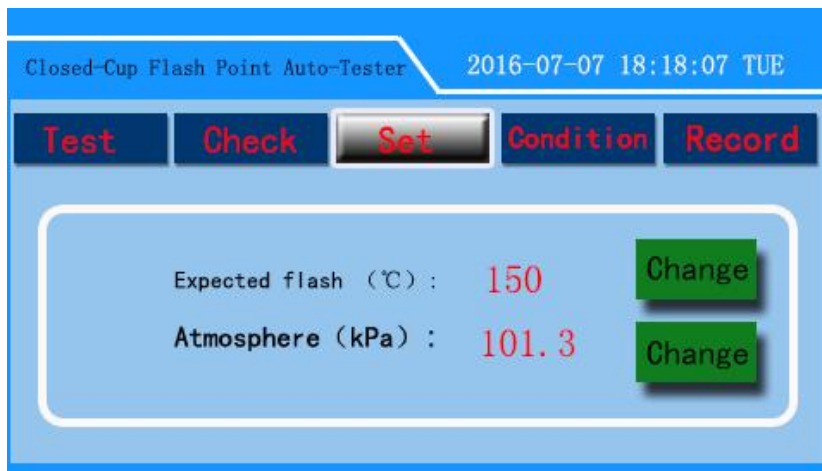 Closed-Cup Flash Point Auto-Tester
2016-07-07 18:18:07 TUE
Test
Check
Set
Condition
Record
Expected flash （℃）: 150
Change
Atmosphere（kPa）: 101.3
Change